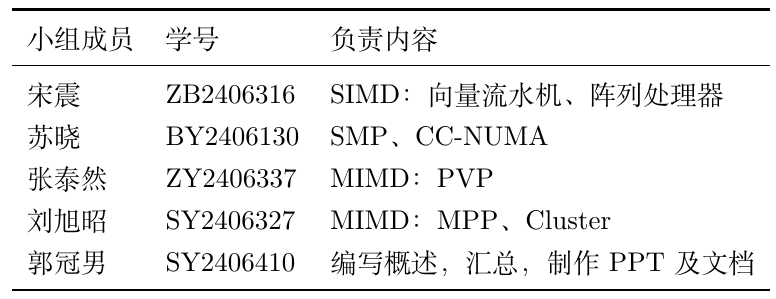 小组成员 学号 负责内容
宋震 ZB2406316 SIMD：向量流水机、阵列处理器
苏晓 BY2406130 SMP、CC-NUMA
张泰然 ZY2406337 MIMD：PVP
刘旭昭 SY2406327 MIMD：MPP、Cluster
郭冠男 SY2406410 编写概述，汇总，制作 PPT 及文档